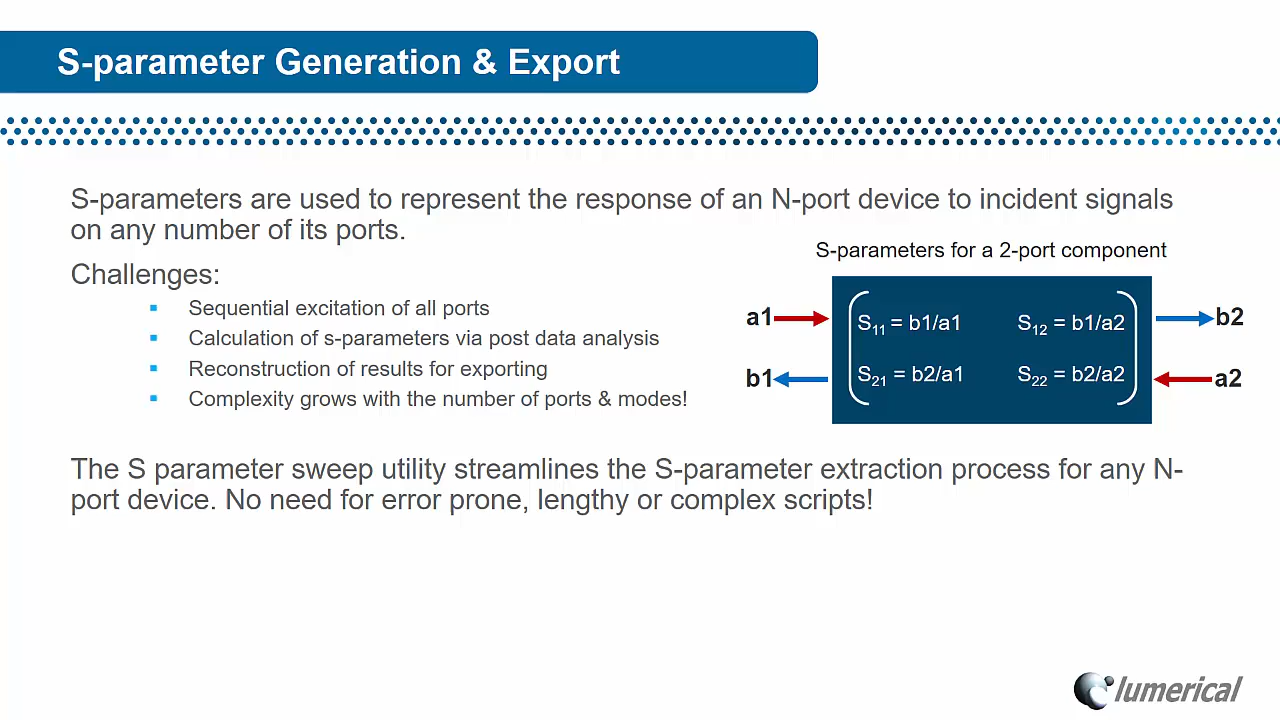 S-parameter Generation & Export
S-parameters are used to represent the response of an N-port device to incident signals
on any number of its ports.
S-parameters for a 2-port component
Challenges:
▪ Sequential excitation of all ports
▪ Calculation of s-parameters via post data analysis
▪ Reconstruction of results for exporting
▪ Complexity grows with the number of ports & modes!
a1 S11 = b1/a1 S12 = b1/a2 b2
b1 S21 = b2/a1 S22 = b2/a2 a2
The S parameter sweep utility streamlines the S-parameter extraction process for any N-
port device. No need for error prone, lengthy or complex scripts!
lumerical